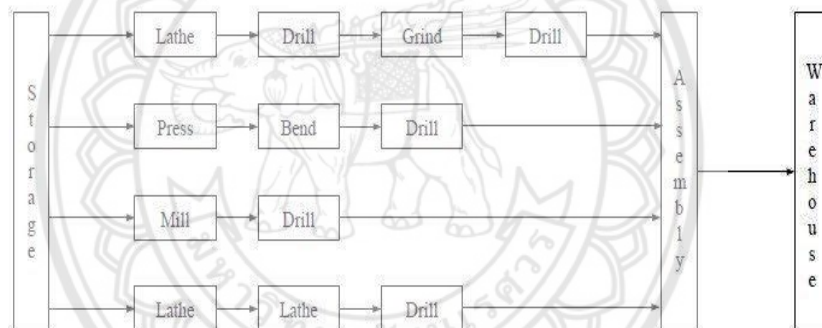 Storage
Lathe
Drill
Grind
Drill
Press
Bend
Drill
Mill
Drill
Lathe
Lathe
Drill
Assembly
Warehouse